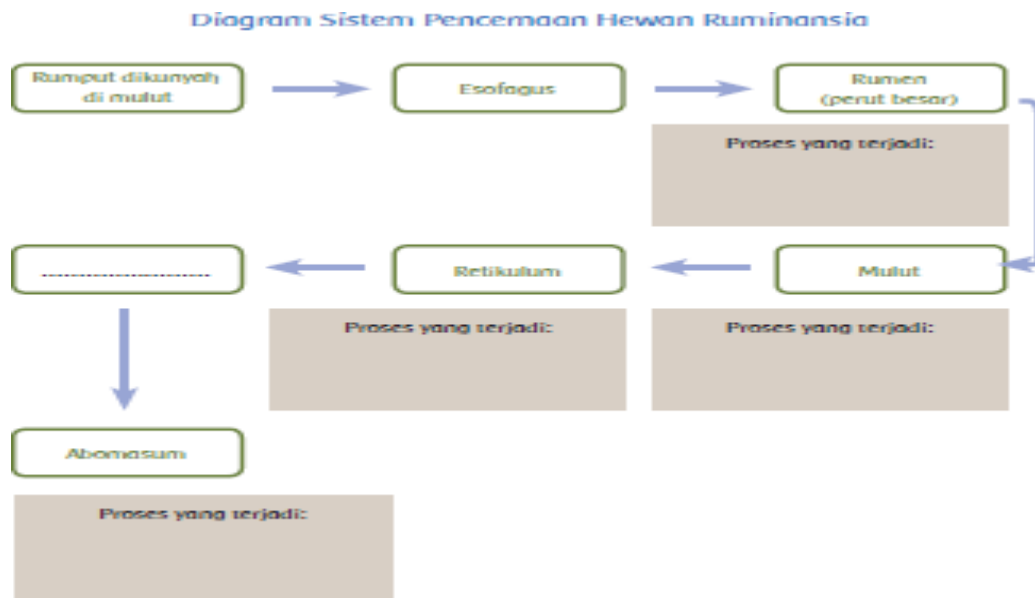 Diagram Sistem Pencernaan Hewan Ruminansia
Rumput dikunyah
di mulut
Esofagus
Rumen
(perut besar)
Proses yang terjadi:
..............................
Retikulum
Mulut
Proses yang terjadi:
Proses yang terjadi:
Abomasum
Proses yang terjadi: